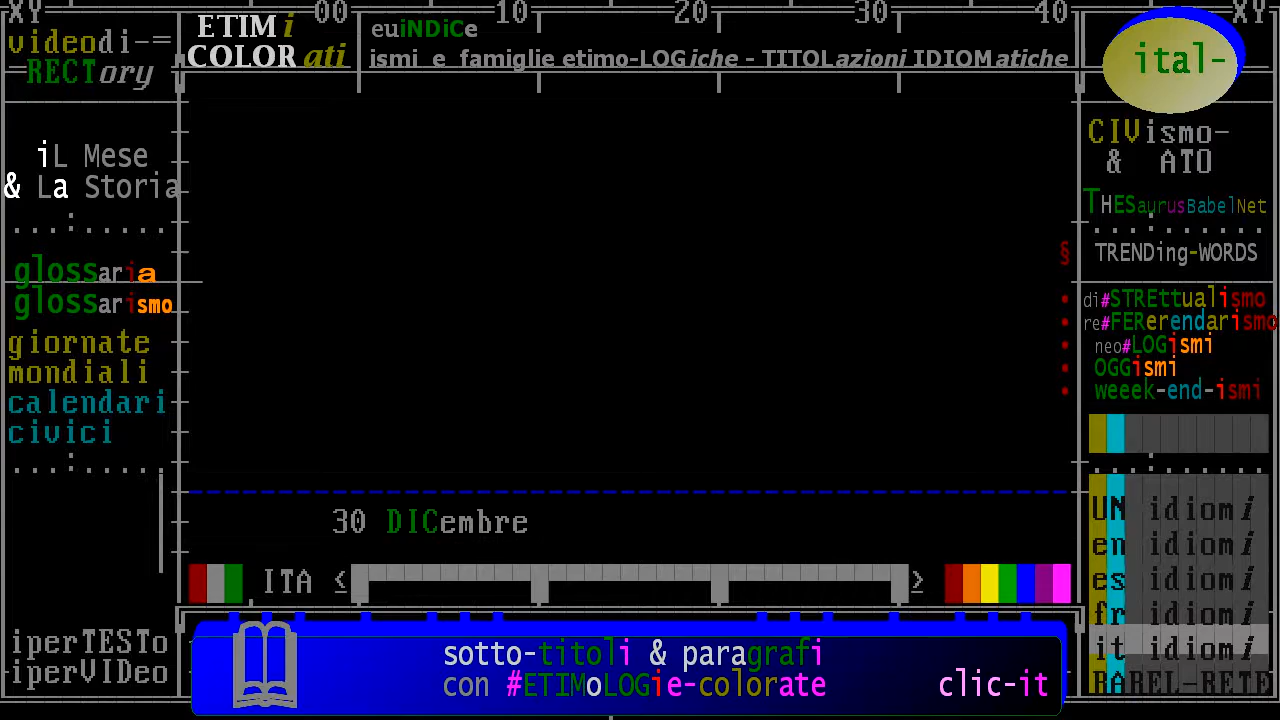 XY 00 10 20 30 40 XY
videodi-=
-RECTory
ETIMi
COLORati
euiNDiCe
ismi e famiglie etimo-LOGiche - TITOLazioni IDIOMatiche
ital-
iL Mese
& La Storia
...:.....
glossaria
glossarismo
giornate
mondiali
calendari
civici
...:.....
iperTESTo
-iperVIDeo
§
•
•
•
•
•
30 DICembre
ITA < >
sotto-titoli & paragrafi
con #ETIMoLOGie-colorate
clic-it
CIVismo-
& ATO
THESaurusBabelNet
...:......
TRENDing-WORDS
di#STREttualismo
re#FERerendarismo
neo#LOGismi
OGGismi
weeek-end-ismi
...:......
UN idiomi
en idiomi
es idiomi
fr idiomi
it idiomi